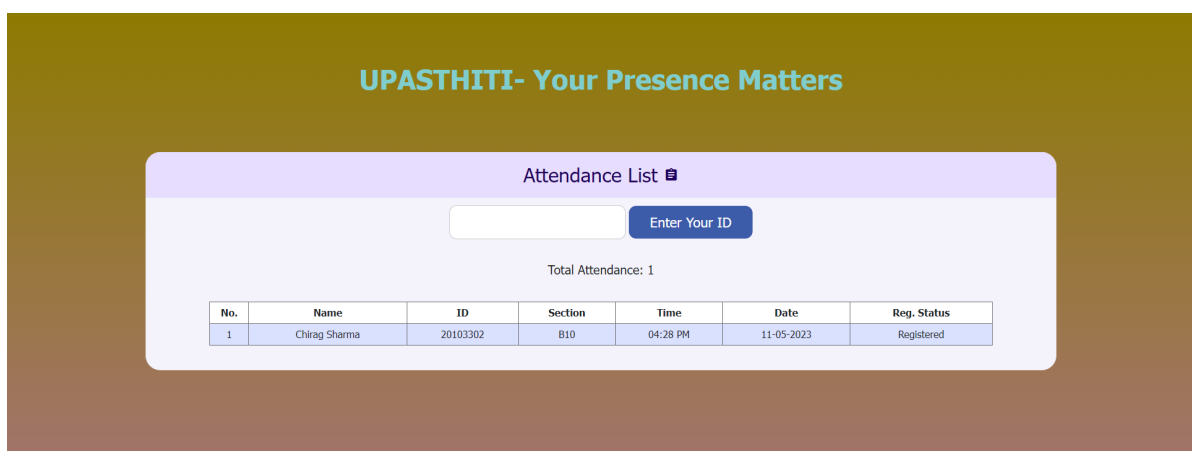 UPASTHITI- Your Presence Matters
Attendance List
Enter Your ID
Total Attendance: 1
No. Name ID Section Time Date Reg. Status
1 Chirag Sharma 20103302 B10 04:28 PM 11-05-2023 Registered